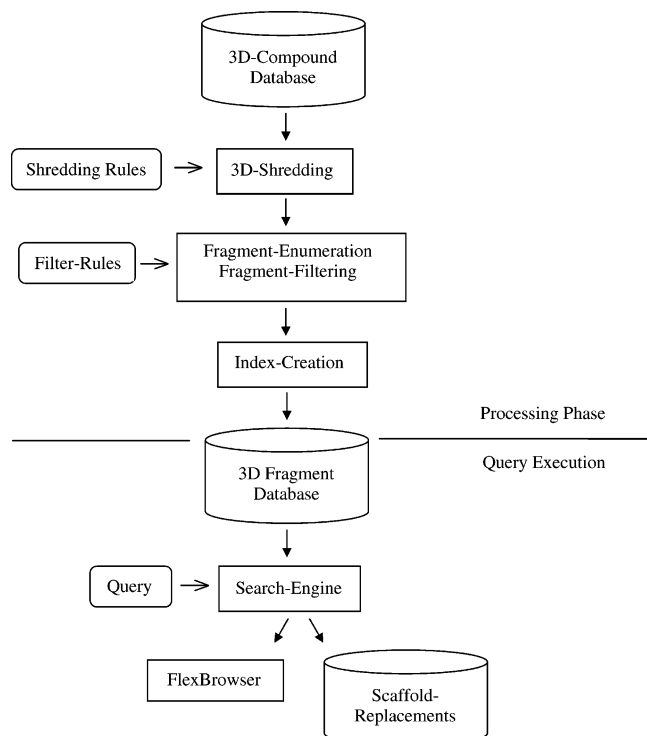 3D-Compound
Database
Shredding Rules
3D-Shredding
Filter-Rules
Fragment-Enumeration
Fragment-Filtering
Index-Creation
Processing Phase
Query Execution
3D Fragment
Database
Query
Search-Engine
FlexBrowser
Scaffold-
Replacements